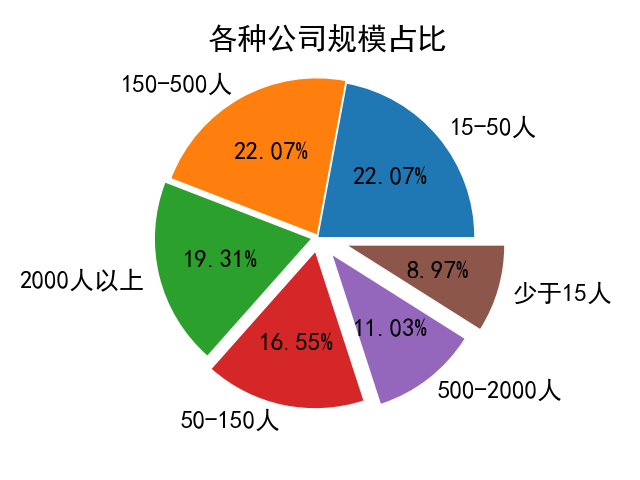 各种公司规模占比
150-500人
15-50人
22.07%
22.07%
19.31%
8.97%
2000人以上
少于15人
11.03%
16.55%
500-2000人
50-150人